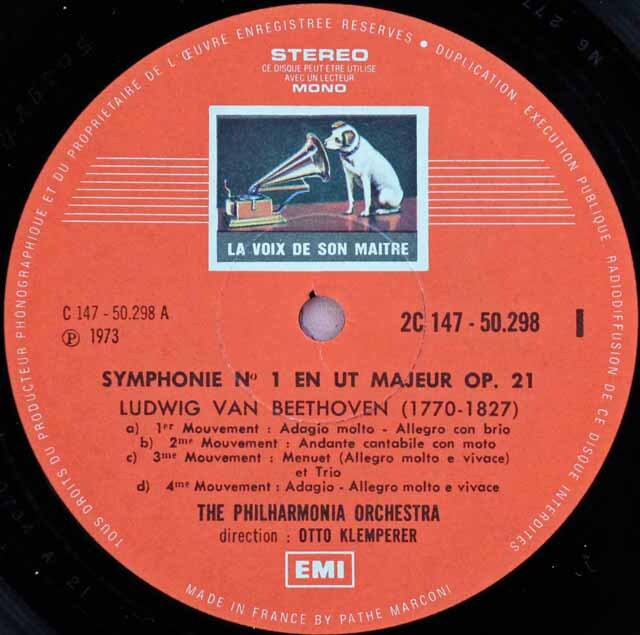 TOUS DROITS DU PRODUCTEUR PHONOGRAPHIQUE ET DU PROPRIETAIRE DE L'ŒUVRE ENREGISTREE RESERVES • DUPLICATION, EXECUTION PUBLIQUE, RADIODIFFUSION DE CE DISQUE INTERDITES
STEREO
CE DISQUE PEUT ETRE UTILISE
AVEC UN LECTEUR
MONO
LA VOIX DE SON MAITRE
C 147 - 50.298 A
℗ 1973
2C 147 - 50.298 I
SYMPHONIE Nº 1 EN UT MAJEUR OP. 21
LUDWIG VAN BEETHOVEN (1770-1827)
a) 1er Mouvement : Adagio molto - Allegro con brio
b) 2me Mouvement : Andante cantabile con moto
c) 3me Mouvement : Menuet (Allegro molto e vivace)
et Trio
d) 4me Mouvement : Adagio - Allegro molto e vivace
THE PHILHARMONIA ORCHESTRA
direction : OTTO KLEMPERER
EMI
MADE IN FRANCE BY PATHE MARCONI